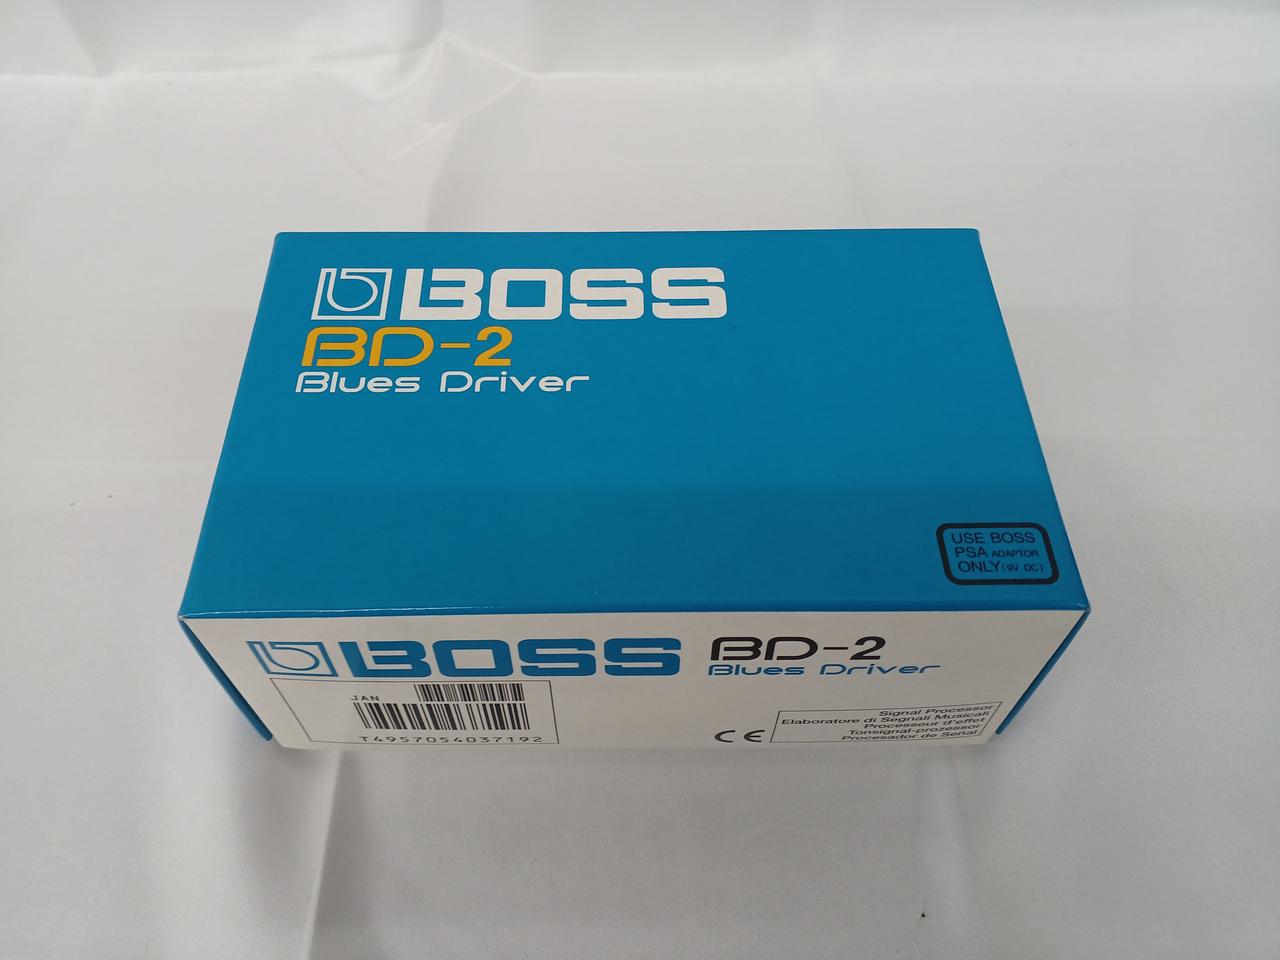 BOSS
BD-2
Blues Driver
USE BOSS
PSA ADAPTOR
ONLY(9V DC)
BOSS
BD-2
Blues Driver
JAN
T4957054037192
CE
Signal Processor
Elaboratore di Segnali Musicali
Processeur d'effet
Tonsignal-prozessor
Procesador de Señal